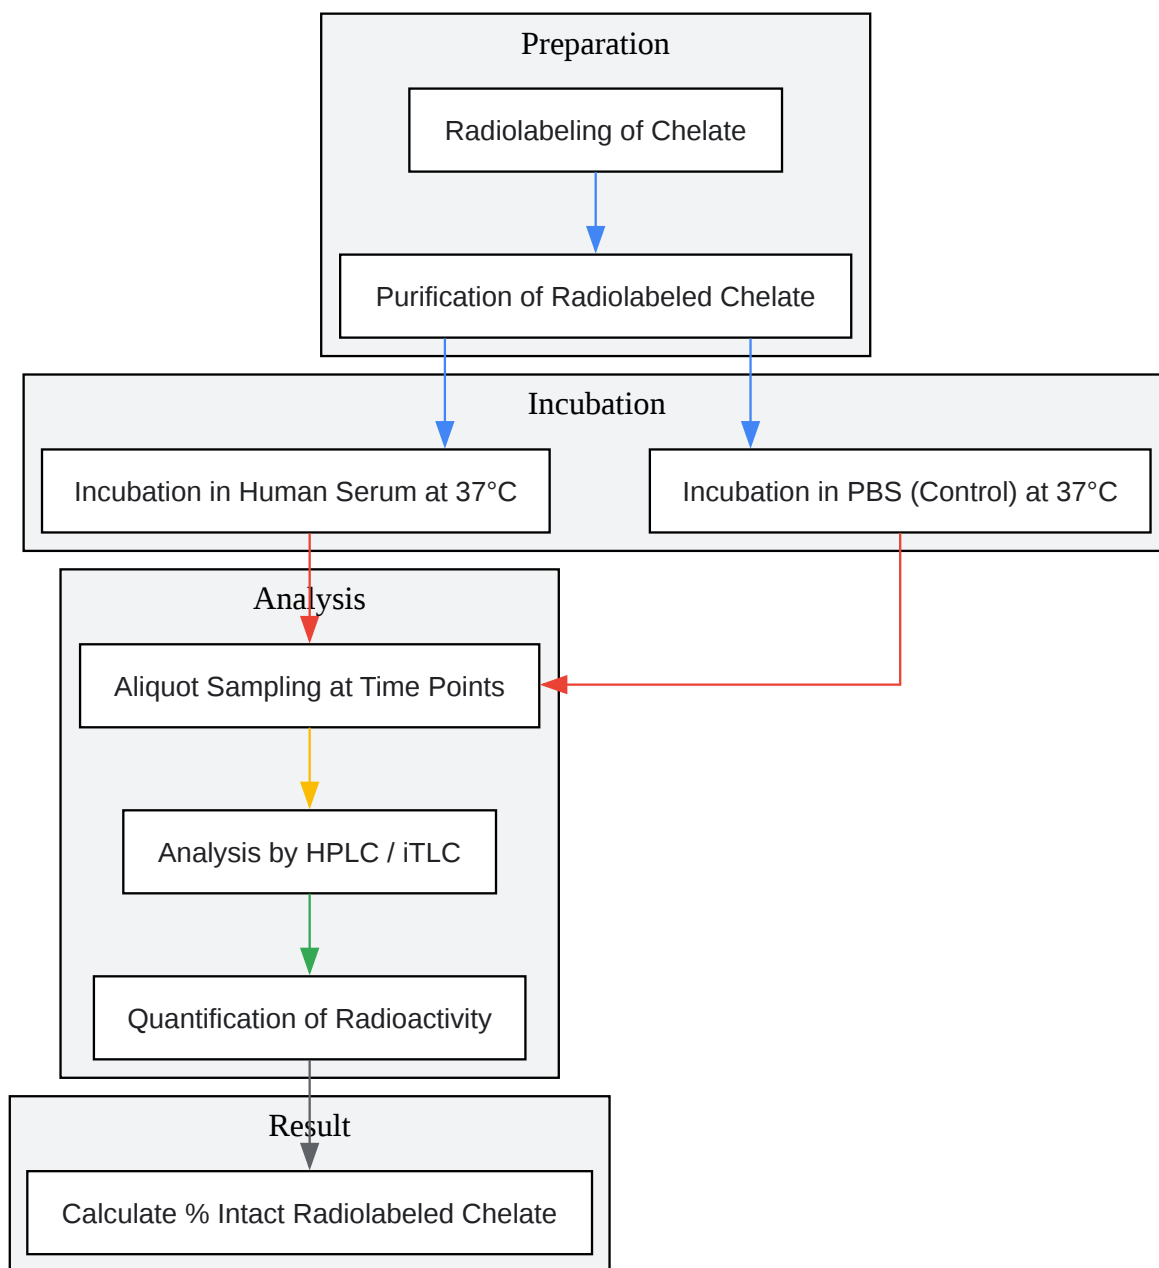 Preparation
Radiolabeling of Chelate
Purification of Radiolabeled Chelate
Incubation
Incubation in Human Serum at 37°C
Incubation in PBS (Control) at 37°C
Analysis
Aliquot Sampling at Time Points
Analysis by HPLC / iTLC
Quantification of Radioactivity
Result
Calculate % Intact Radiolabeled Chelate